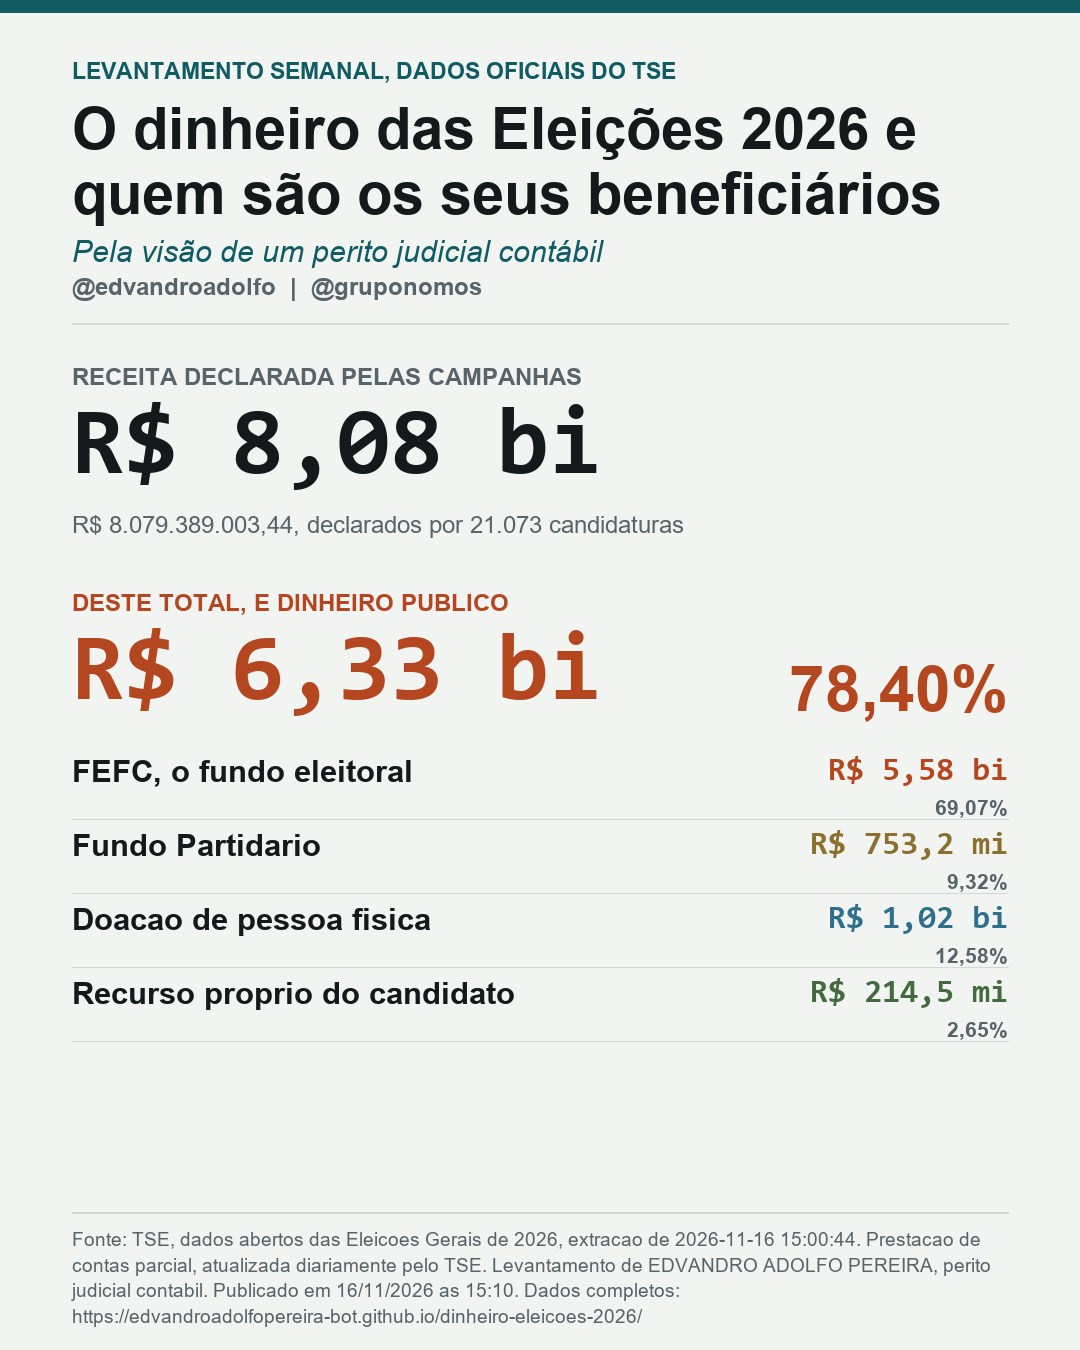 LEVANTAMENTO SEMANAL, DADOS OFICIAIS DO TSE
O dinheiro das Eleições 2026 e
quem são os seus beneficiários
Pela visão de um perito judicial contábil
@edvandroadolfo | @gruponomos
RECEITA DECLARADA PELAS CAMPANHAS
R$ 8,08 bi
R$ 8.079.389.003,44, declarados por 21.073 candidaturas
DESTE TOTAL, E DINHEIRO PUBLICO
R$ 6,33 bi
78,40%
FEFC, o fundo eleitoral
R$ 5,58 bi
69,07%
Fundo Partidario
R$ 753,2 mi
9,32%
Doacao de pessoa fisica
R$ 1,02 bi
12,58%
Recurso proprio do candidato
R$ 214,5 mi
2,65%
Fonte: TSE, dados abertos das Eleicoes Gerais de 2026, extracao de 2026-11-16 15:00:44. Prestacao de
contas parcial, atualizada diariamente pelo TSE. Levantamento de EDVANDRO ADOLFO PEREIRA, perito
judicial contabil. Publicado em 16/11/2026 as 15:10. Dados completos:
https://edvandroadolfopereira-bot.github.io/dinheiro-eleicoes-2026/